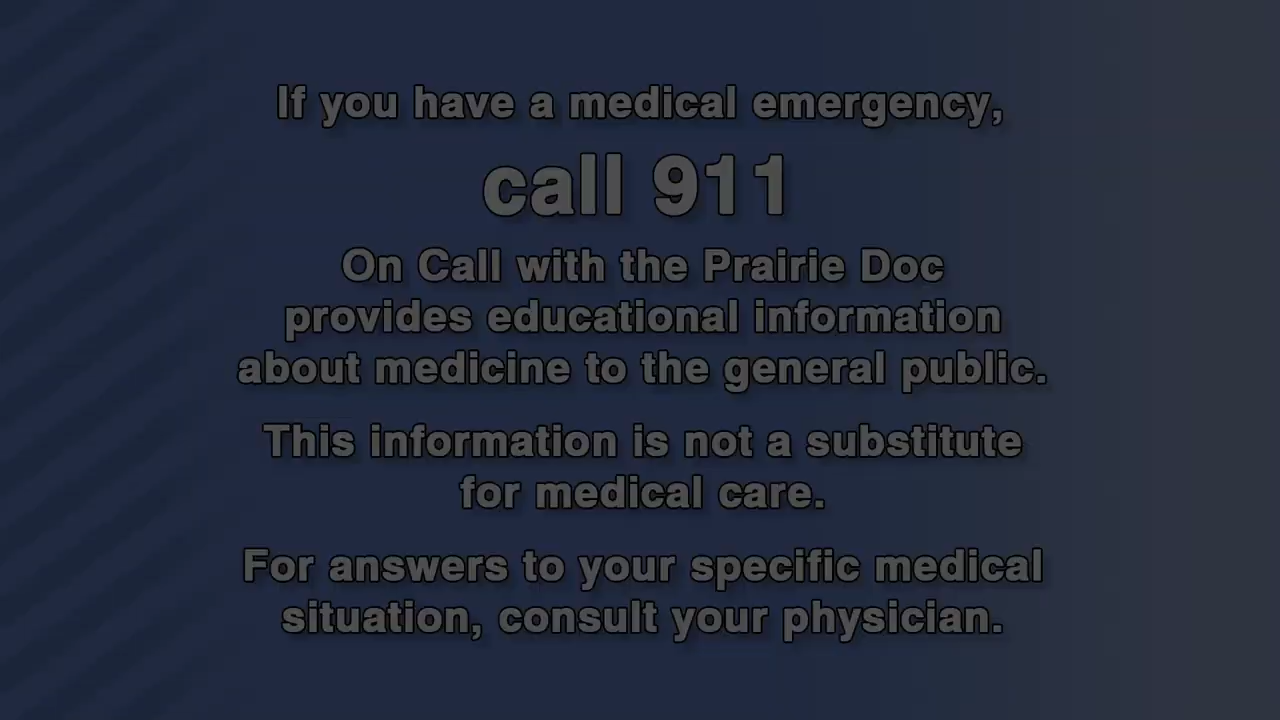 If you have a medical emergency,
call 911
On Call with the Prairie Doc
provides educational information
about medicine to the general public.
This information is not a substitute
for medical care.
For answers to your specific medical
situation, consult your physician.